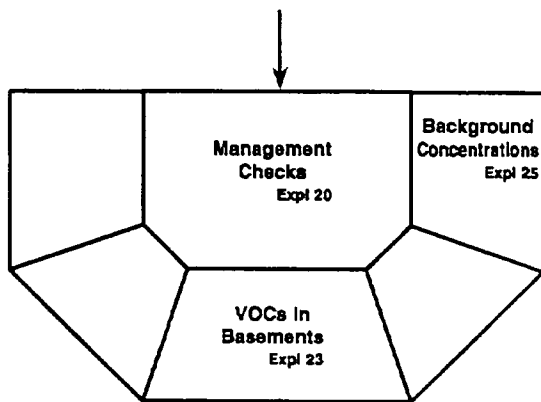 Management
Checks
Expl 20
Background
Concentrations
Expl 25
VOCs in
Basements
Expl 23